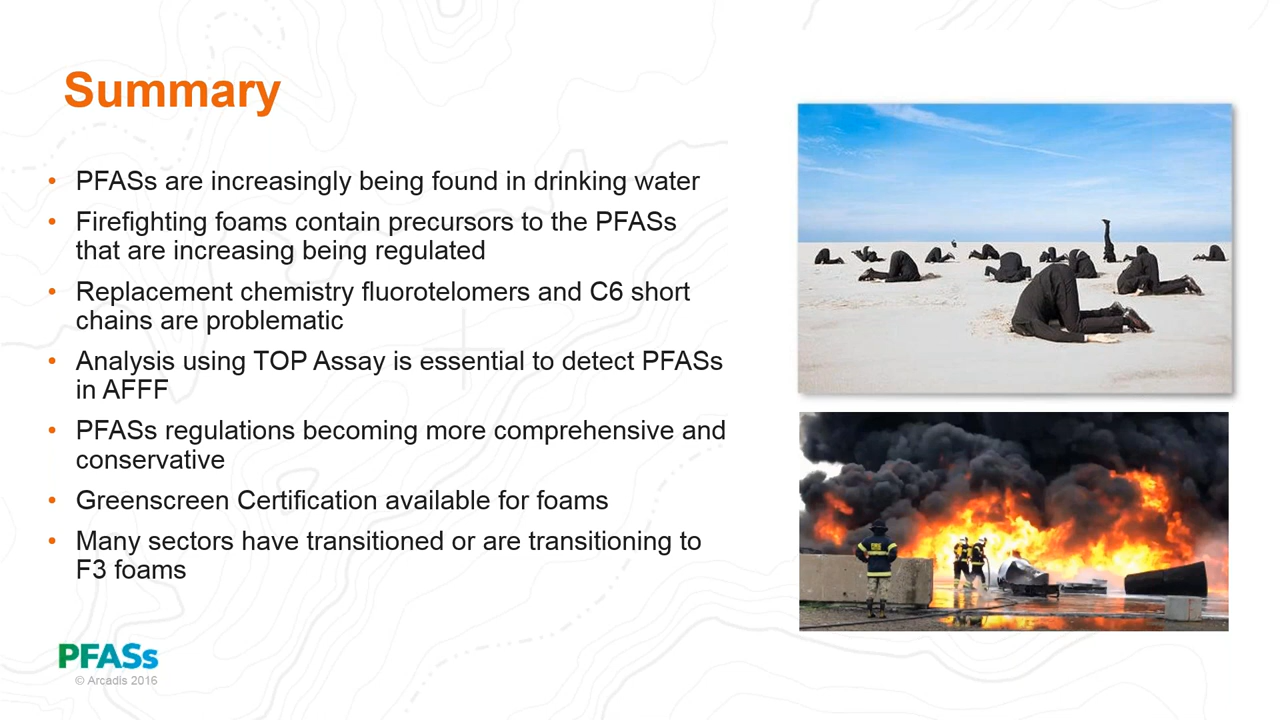 Summary
• PFASs are increasingly being found in drinking water
• Firefighting foams contain precursors to the PFASs
that are increasing being regulated
• Replacement chemistry fluorotelomers and C6 short
chains are problematic
• Analysis using TOP Assay is essential to detect PFASs
in AFFF
• PFASs regulations becoming more comprehensive and
conservative
• Greenscreen Certification available for foams
• Many sectors have transitioned or are transitioning to
F3 foams
PFASs
© Arcadis 2016